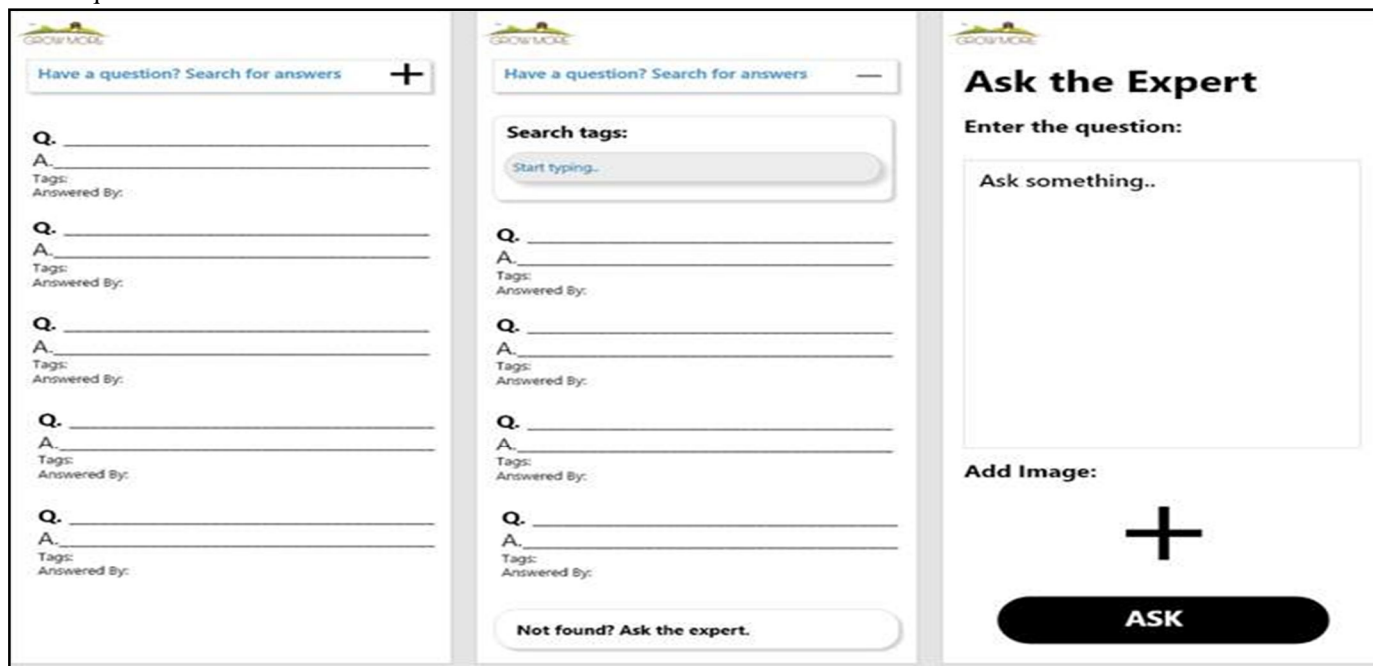 GROW MORE
Have a question? Search for answers +
Q.
A.
Tags:
Answered By:
Q.
A.
Tags:
Answered By:
Q.
A.
Tags:
Answered By:
Q.
A.
Tags:
Answered By:
Q.
A.
Tags:
Answered By:
GROW MORE
Have a question? Search for answers —
Search tags:
Start typing..
Q.
A.
Tags:
Answered By:
Q.
A.
Tags:
Answered By:
Q.
A.
Tags:
Answered By:
Q.
A.
Tags:
Answered By:
Not found? Ask the expert.
GROW MORE
Ask the Expert
Enter the question:
Ask something..
Add Image:
+
ASK